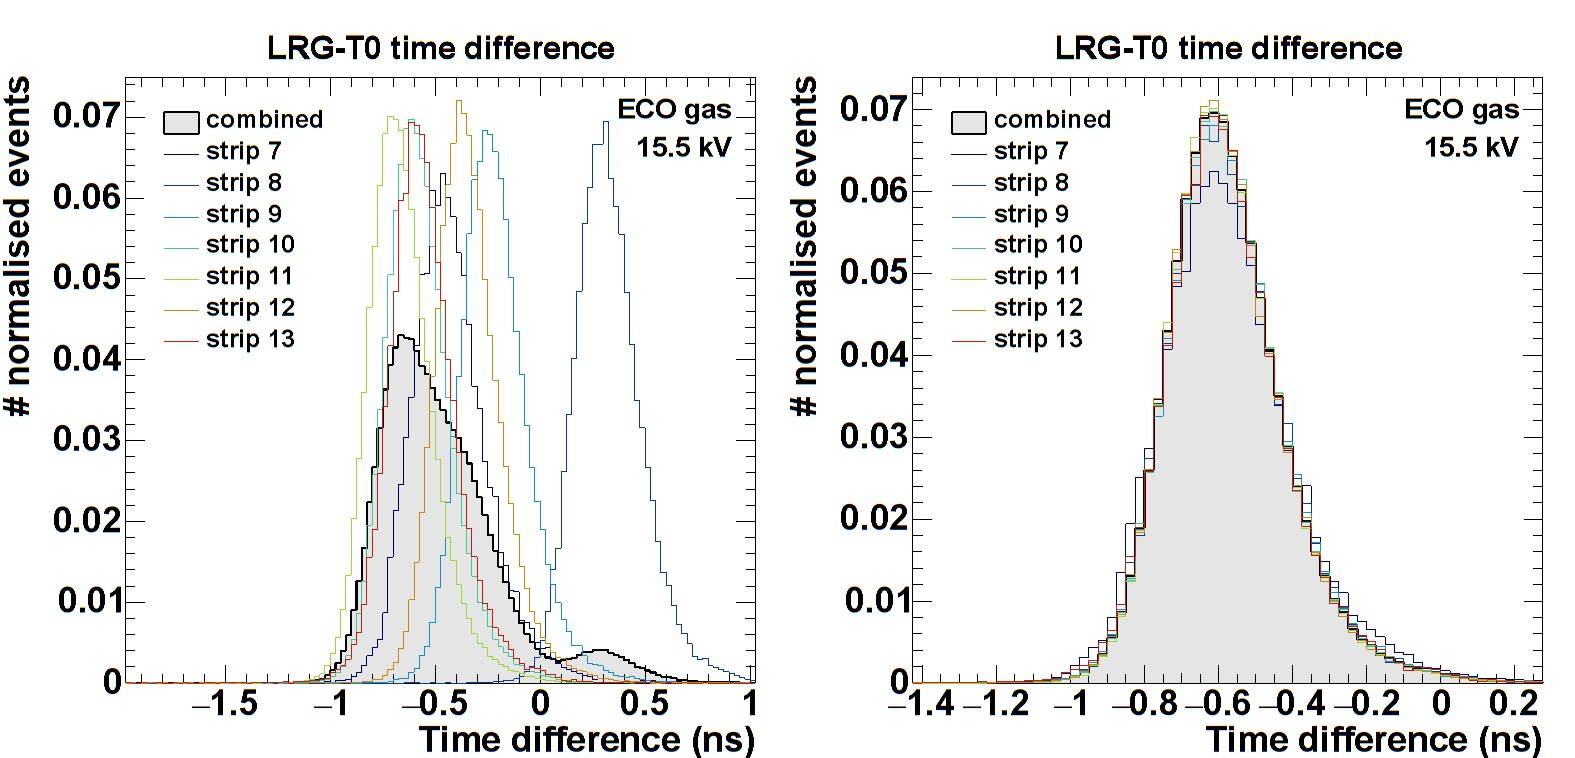 LRG-T0 time difference
# normalised events
0.07
0.06
0.05
0.04
0.03
0.02
0.01
0
combined
strip 7
strip 8
strip 9
strip 10
strip 11
strip 12
strip 13
ECO gas
15.5 kV
−1.5 −1 −0.5 0 0.5 1
Time difference (ns)
LRG-T0 time difference
# normalised events
0.07
0.06
0.05
0.04
0.03
0.02
0.01
0
combined
strip 7
strip 8
strip 9
strip 10
strip 11
strip 12
strip 13
ECO gas
15.5 kV
−1.4 −1.2 −1 −0.8 −0.6 −0.4 −0.2 0 0.2
Time difference (ns)